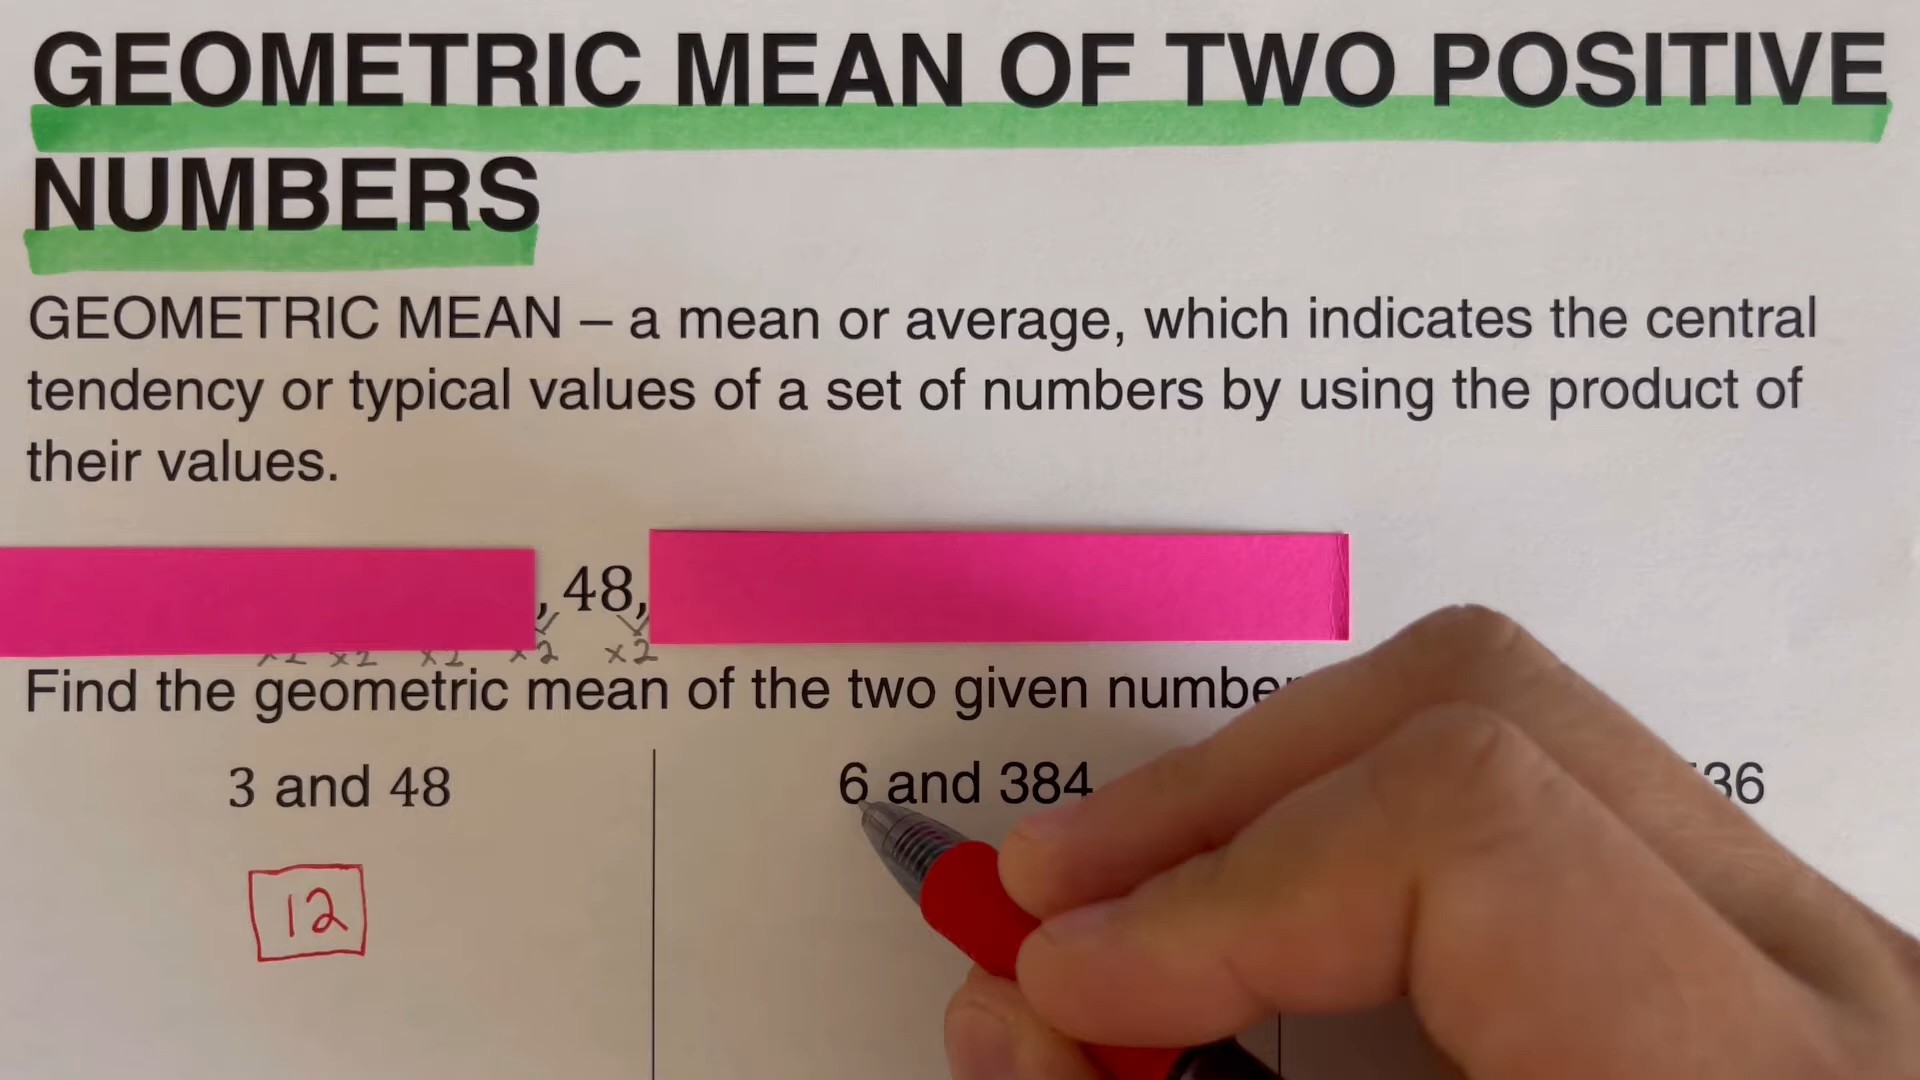 GEOMETRIC MEAN OF TWO POSITIVE
NUMBERS
GEOMETRIC MEAN – a mean or average, which indicates the central
tendency or typical values of a set of numbers by using the product of
their values.
, 48,
×2 ×2 ×2 ×2 ×2
Find the geometric mean of the two given
3 and 48
6 and 384
36
12